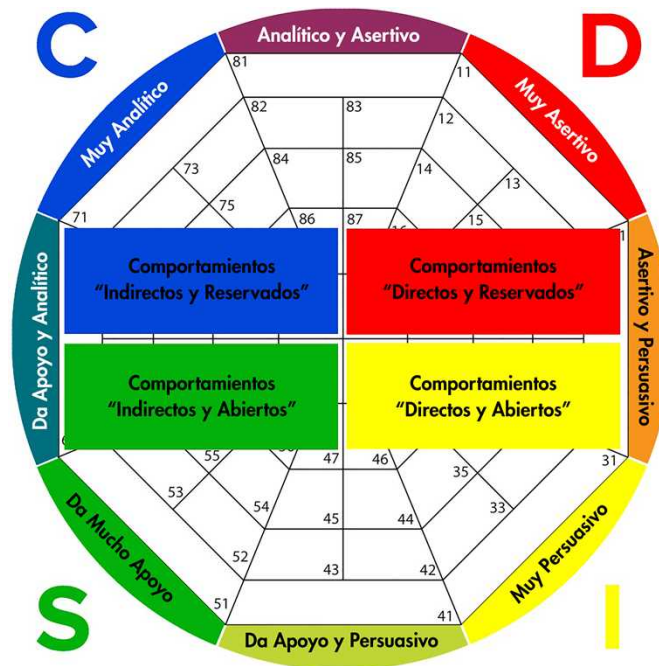 C
Analítico y Asertivo
D
81
11
Muy Analítico
82
83
12
Muy Asertivo
73
84
85
14
13
75
86
87
15
71
Comportamientos
“Indirectos y Reservados”
Comportamientos
“Directos y Reservados”
Da Apoyo y Analítico
Asertivo y Persuasivo
Comportamientos
“Indirectos y Abiertos”
Comportamientos
“Directos y Abiertos”
55
47
46
35
31
53
54
45
44
33
Da Mucho Apoyo
52
43
42
Muy Persuasivo
51
41
S
Da Apoyo y Persuasivo
I